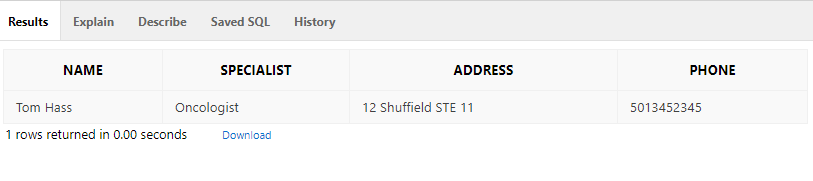 Results Explain Describe Saved SQL History
NAME SPECIALIST ADDRESS PHONE
Tom Hass Oncologist 12 Shuffield STE 11 5013452345
1 rows returned in 0.00 seconds Download